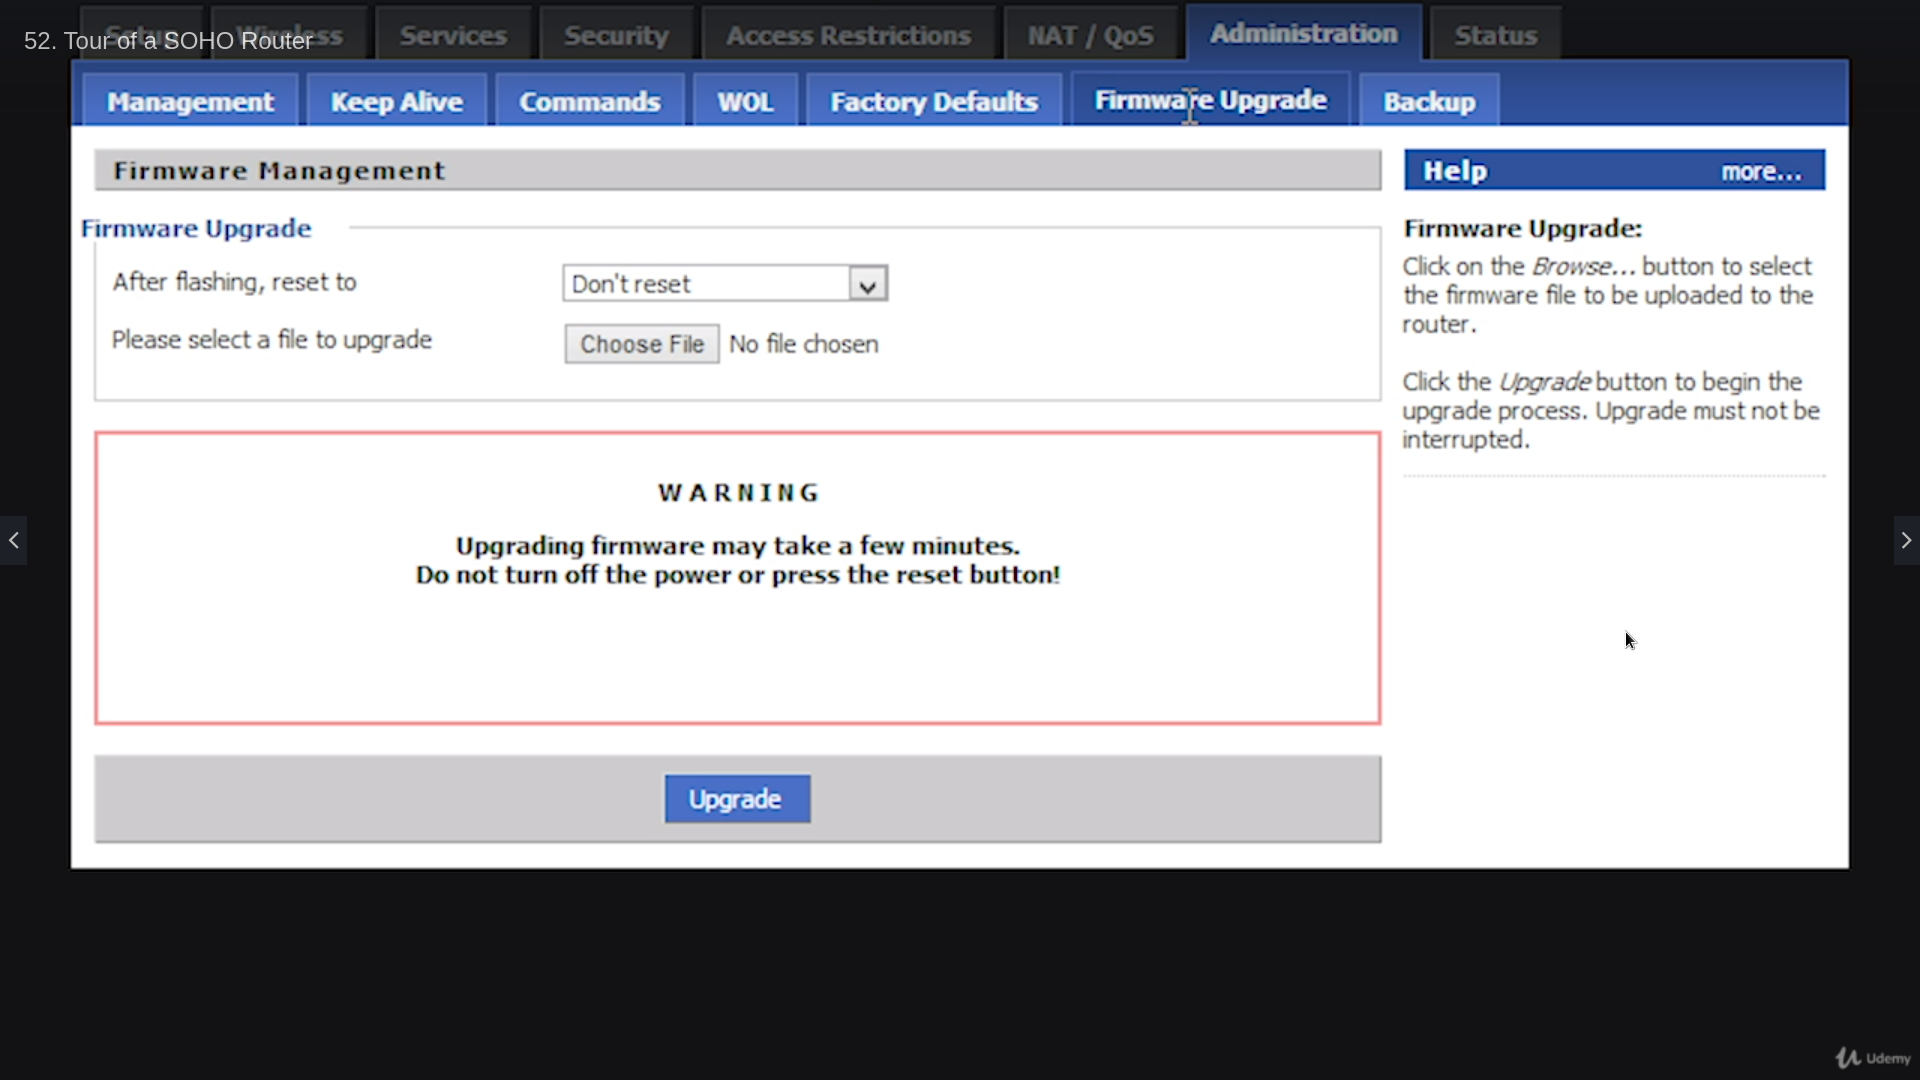 52. Tour of a SOHO Router
Setup Wireless Services Security Access Restrictions NAT / QoS Administration Status
Management Keep Alive Commands WOL Factory Defaults Firmware Upgrade Backup
Firmware Management
Firmware Upgrade
After flashing, reset to Don't reset
Please select a file to upgrade Choose File No file chosen
WARNING
Upgrading firmware may take a few minutes.
Do not turn off the power or press the reset button!
Upgrade
Help more...
Firmware Upgrade:
Click on the Browse... button to select
the firmware file to be uploaded to the
router.
Click the Upgrade button to begin the
upgrade process. Upgrade must not be
interrupted.
Udemy